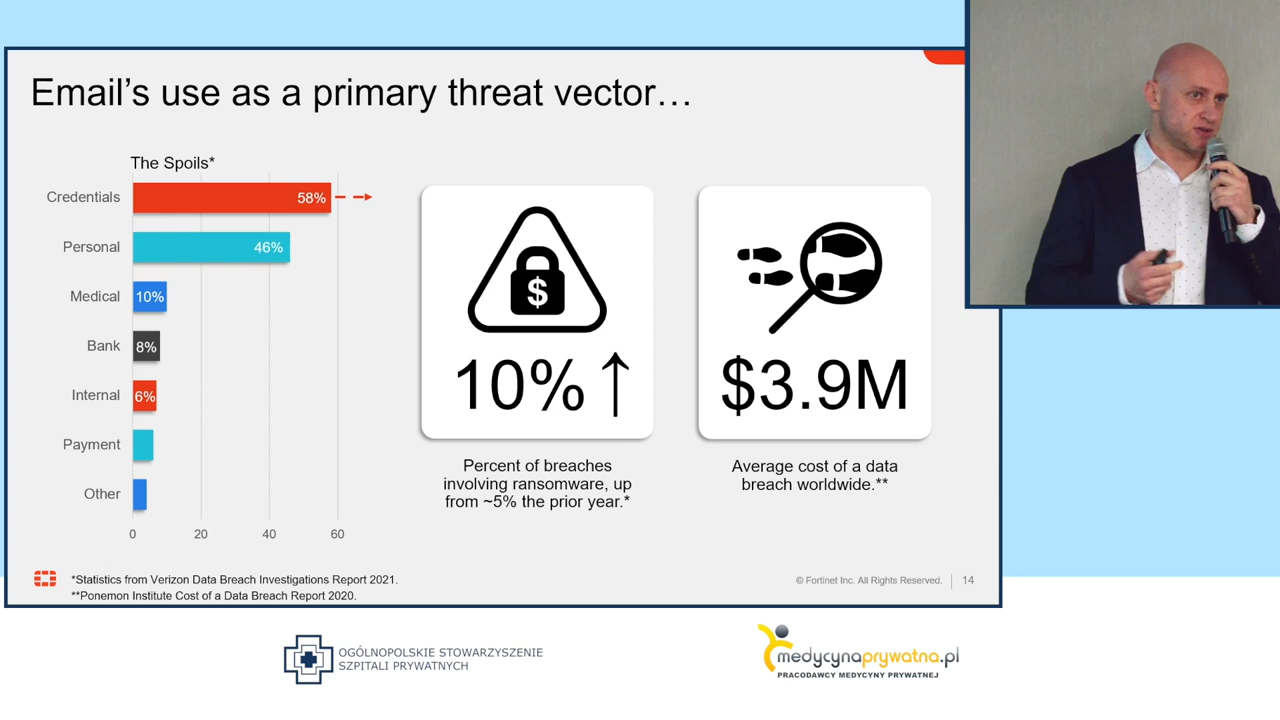 Email's use as a primary threat vector…
The Spoils*
Credentials
58%
Personal
46%
Medical
10%
Bank
8%
Internal
6%
Payment
Other
0 20 40 60
$
10%↑
Percent of breaches
involving ransomware, up
from ~5% the prior year.*
$3.9M
Average cost of a data
breach worldwide.**
*Statistics from Verizon Data Breach Investigations Report 2021.
**Ponemon Institute Cost of a Data Breach Report 2020.
© Fortinet Inc. All Rights Reserved.
14
OGÓLNOPOLSKIE STOWARZYSZENIE
SZPITALI PRYWATNYCH
medycynaprywatna.pl
PRACODAWCY MEDYCYNY PRYWATNEJ